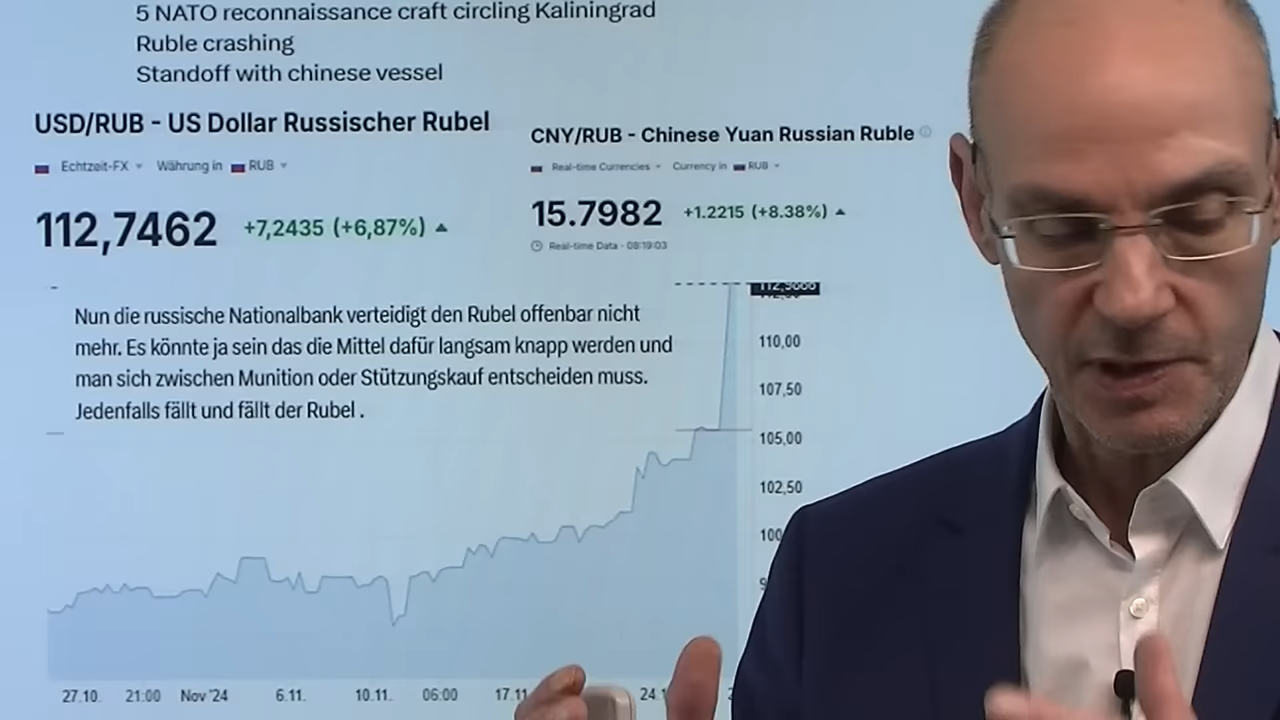 5 NATO reconnaissance craft circling Kaliningrad
Ruble crashing
Standoff with chinese vessel
USD/RUB - US Dollar Russischer Rubel
Echtzeit-FX Währung in RUB
112,7462 +7,2435 (+6,87%)
CNY/RUB - Chinese Yuan Russian Ruble
Real-time Currencies Currency in RUB
15.7982 +1.2215 (+8.38%)
Real-time Data · 08:19:03
Nun die russische Nationalbank verteidigt den Rubel offenbar nicht
mehr. Es könnte ja sein das die Mittel dafür langsam knapp werden und
man sich zwischen Munition oder Stützungskauf entscheiden muss.
Jedenfalls fällt und fällt der Rubel .
110,00
107,50
105,00
102,50
100
27.10. 21:00 Nov '24 6.11. 10.11. 06:00 17.11 24.1